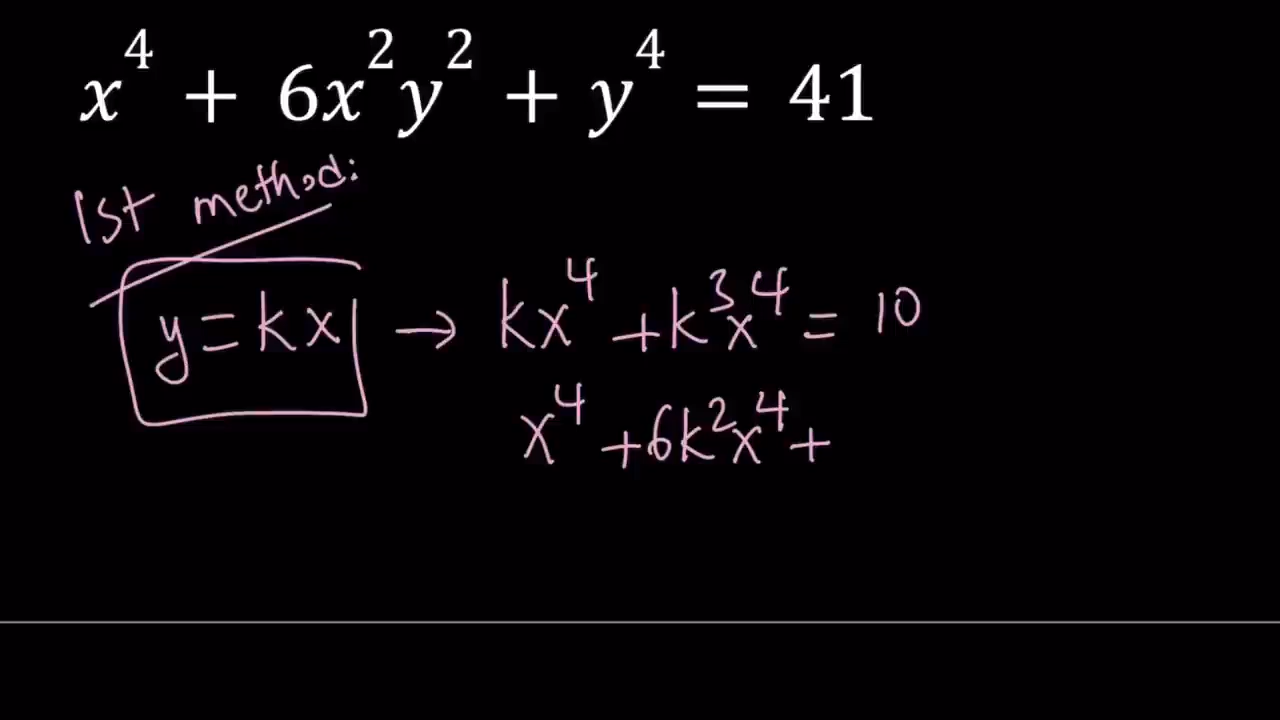 x⁴ + 6x²y² + y⁴ = 41
1st method:
y = kx → kx⁴ + k³x⁴ = 10
x⁴ + 6k²x⁴ +